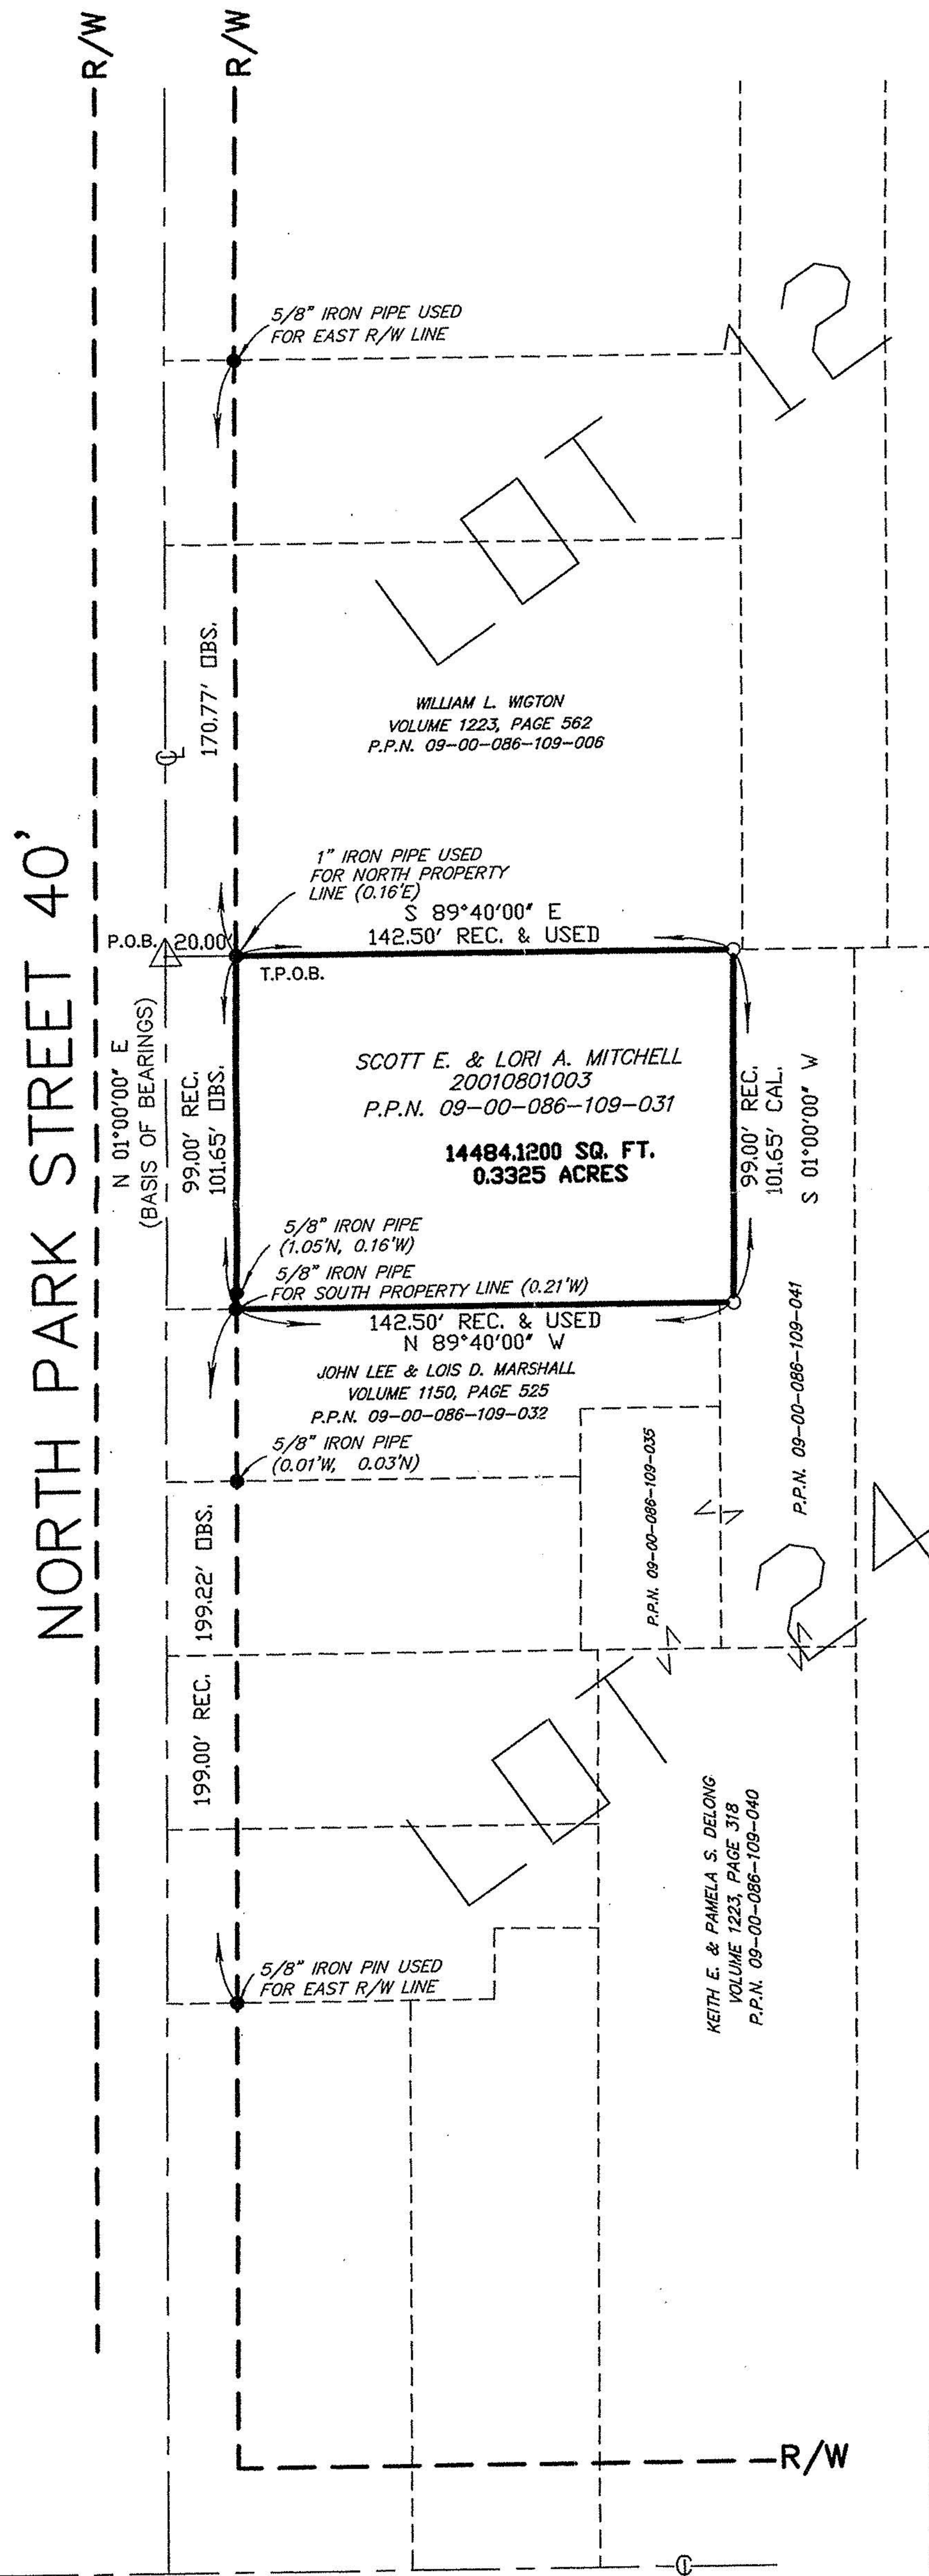 R/W
R/W
5/8" IRON PIPE USED
FOR EAST R/W LINE
LOT 12
170.77' OBS.
WILLIAM L. WIGTON
VOLUME 1223, PAGE 562
P.P.N. 09-00-086-109-006
℄
NORTH PARK STREET 40'
1" IRON PIPE USED
FOR NORTH PROPERTY
LINE (0.16'E)
S 89°40'00" E
142.50' REC. & USED
P.O.B.
20.00'
T.P.O.B.
N 01°00'00" E
(BASIS OF BEARINGS)
99.00' REC.
101.65' OBS.
SCOTT E. & LORI A. MITCHELL
20010801003
P.P.N. 09-00-086-109-031
14484.1200 SQ. FT.
0.3325 ACRES
99.00' REC.
101.65' CAL.
S 01°00'00" W
5/8" IRON PIPE
(1.05'N, 0.16'W)
5/8" IRON PIPE
FOR SOUTH PROPERTY LINE (0.21'W)
142.50' REC. & USED
N 89°40'00" W
JOHN LEE & LOIS D. MARSHALL
VOLUME 1150, PAGE 525
P.P.N. 09-00-086-109-032
5/8" IRON PIPE
(0.01'W, 0.03'N)
P.P.N. 09-00-086-109-035
P.P.N. 09-00-086-109-041
199.00' REC. 199.22' OBS.
LOT 24
KEITH E. & PAMELA S. DELONG
VOLUME 1223, PAGE 318
P.P.N. 09-00-086-109-040
5/8" IRON PIN USED
FOR EAST R/W LINE
R/W
℄